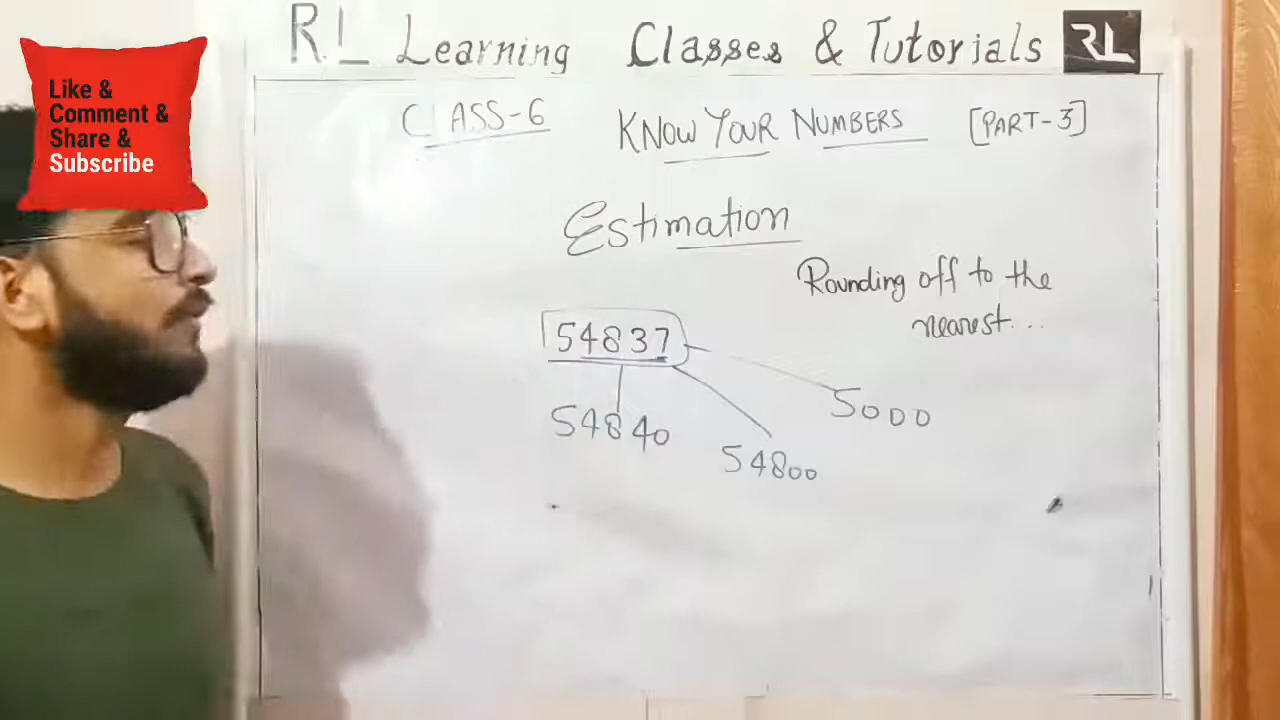 R.L Learning Classes & Tutorials RL
Like &
Comment &
Share &
Subscribe
CLASS-6 KNOW YOUR NUMBERS [PART-3]
Estimation
Rounding off to the
nearest...
54837
54840
54800
5000